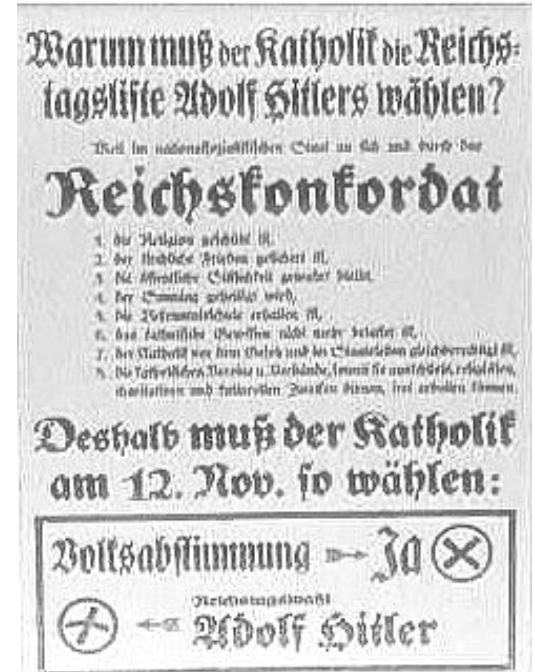 Warum muß der Katholik die Reichs-
tagsliste Adolf Hitlers wählen?
Weil im nationalsozialistischen Staat an sich und durch das
Reichskonkordat
1. die Religion geschützt ist,
2. der kirchliche Frieden gesichert ist,
3. die öffentliche Sittlichkeit gewahrt bleibt,
4. der Sonntag geheiligt wird,
5. die Bekenntnisschule erhalten ist,
6. das katholische Gewissen nicht mehr belastet ist,
7. der Katholik vor dem Gesetz und im Staatsleben gleichberechtigt ist,
8. die katholischen Vereine u. Verbände, soweit sie ausschließl. religiösen,
charitativen und kulturellen Zwecken dienen, frei arbeiten können.
Deshalb muß der Katholik
am 12. Nov. so wählen:
Volksabstimmung Ja
Reichstagswahl
Adolf Hitler